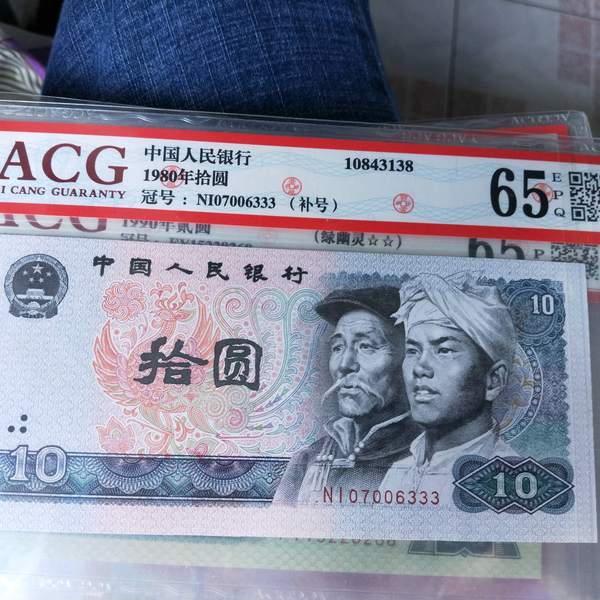 ACG
I CANG GUARANTY
中国人民银行
1980年拾圆
冠号：NI07006333（补号）
10843138
65
E
P
Q
ACG
1990年贰圆
(绿幽灵☆☆)
65
P
中国人民银行
10
拾圆
10
NI07006333
10